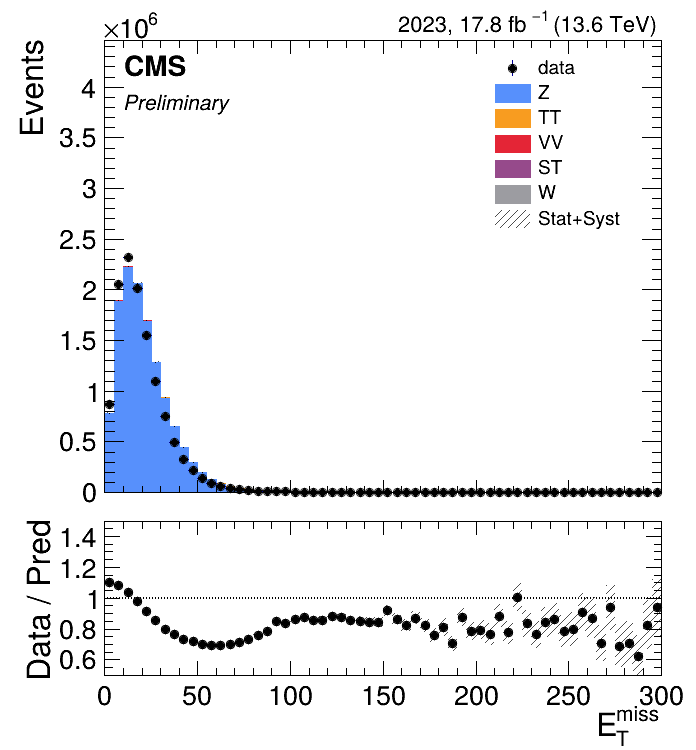 ×10⁶
2023, 17.8 fb⁻¹ (13.6 TeV)
Events
CMS
Preliminary
data
Z
TT
VV
ST
W
Stat+Syst
4
3.5
3
2.5
2
1.5
1
0.5
0
Data / Pred
1.4
1.2
1
0.8
0.6
0 50 100 150 200 250 300
E_T^miss